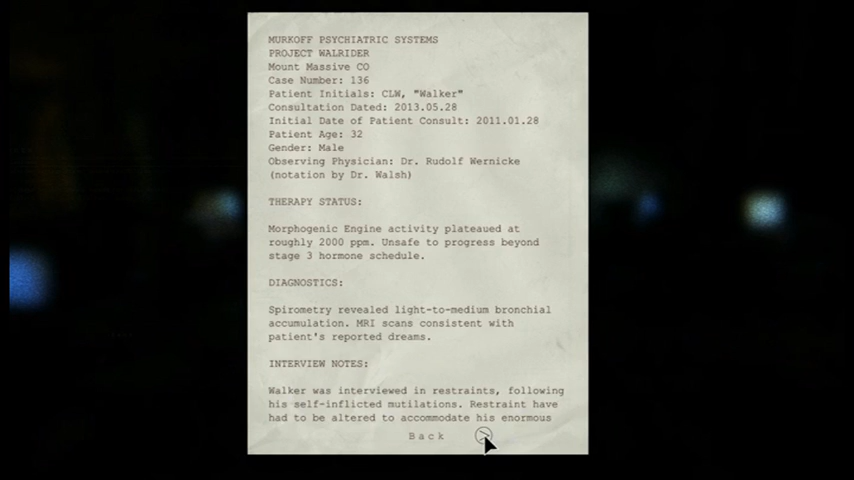 MURKOFF PSYCHIATRIC SYSTEMS
PROJECT WALRIDER
Mount Massive CO
Case Number: 136
Patient Initials: CLW, "Walker"
Consultation Dated: 2013.05.28
Initial Date of Patient Consult: 2011.01.28
Patient Age: 32
Gender: Male
Observing Physician: Dr. Rudolf Wernicke
(notation by Dr. Walsh)
THERAPY STATUS:
Morphogenic Engine activity plateaued at
roughly 2000 ppm. Unsafe to progress beyond
stage 3 hormone schedule.
DIAGNOSTICS:
Spirometry revealed light-to-medium bronchial
accumulation. MRI scans consistent with
patient's reported dreams.
INTERVIEW NOTES:
Walker was interviewed in restraints, following
his self-inflicted mutilations. Restraint have
had to be altered to accommodate his enormous
Back